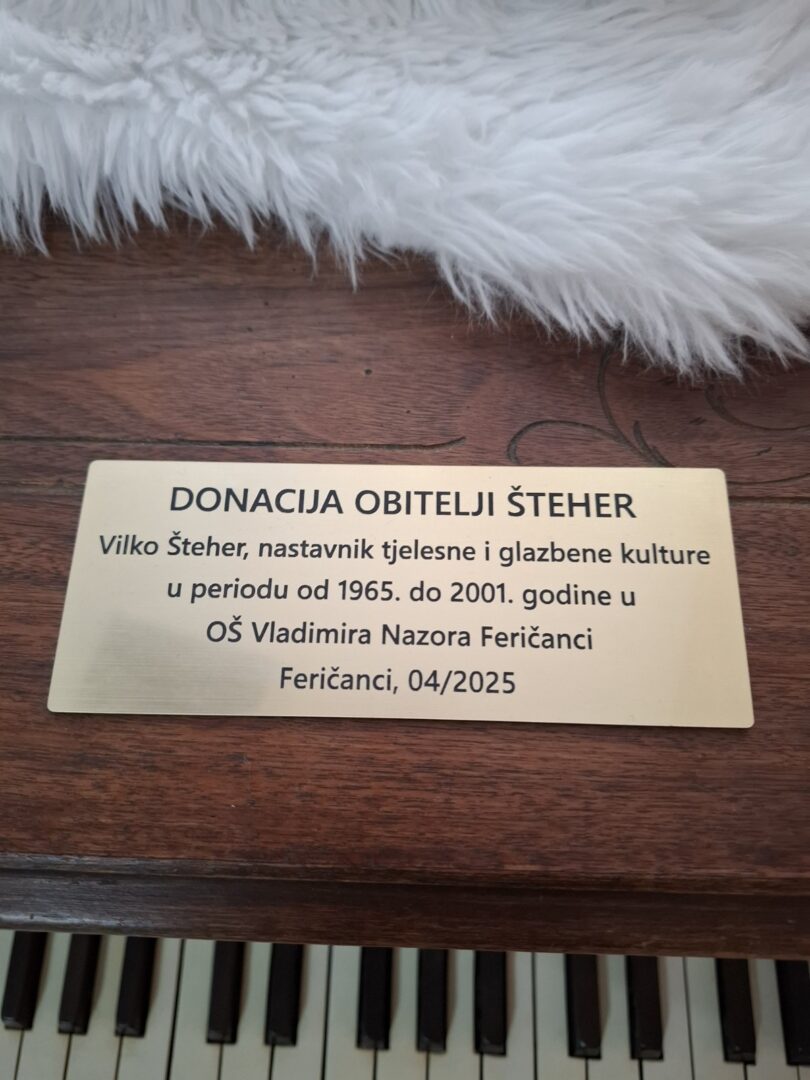 DONACIJA OBITELJI ŠTEHER
Vilko Šteher, nastavnik tjelesne i glazbene kulture
u periodu od 1965. do 2001. godine u
OŠ Vladimira Nazora Feričanci
Feričanci, 04/2025